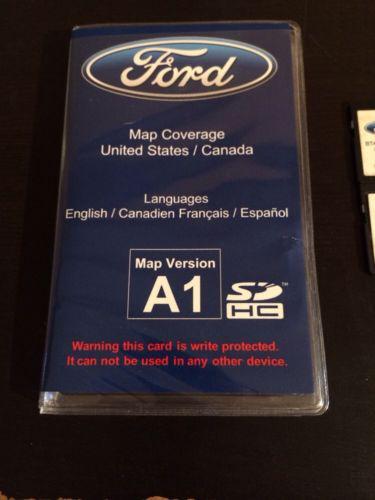 Ford
Map Coverage
United States / Canada
Languages
English / Canadien Français / Español
Map Version
A1
SD
HC
TM
Warning this card is write protected.
It can not be used in any other device.